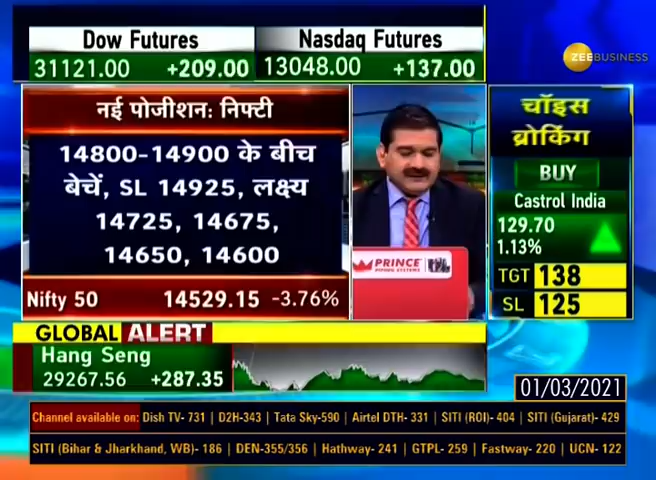 Dow Futures
31121.00 +209.00
Nasdaq Futures
13048.00 +137.00
ZEE BUSINESS
नई पोजीशन: निफ्टी
14800-14900 के बीच
बेचें, SL 14925, लक्ष्य
14725, 14675,
14650, 14600
Nifty 50 14529.15 -3.76%
PRINCE
PIPING SYSTEMS
चॉइस
ब्रोकिंग
BUY
Castrol India
129.70
1.13%
TGT 138
SL 125
GLOBAL ALERT
Hang Seng
29267.56 +287.35
01/03/2021
Channel available on: Dish TV- 731 | D2H-343 | Tata Sky-590 | Airtel DTH- 331 | SITI (ROI)- 404 | SITI (Gujarat)- 429
SITI (Bihar & Jharkhand, WB)- 186 | DEN-355/356 | Hathway- 241 | GTPL- 259 | Fastway- 220 | UCN- 122